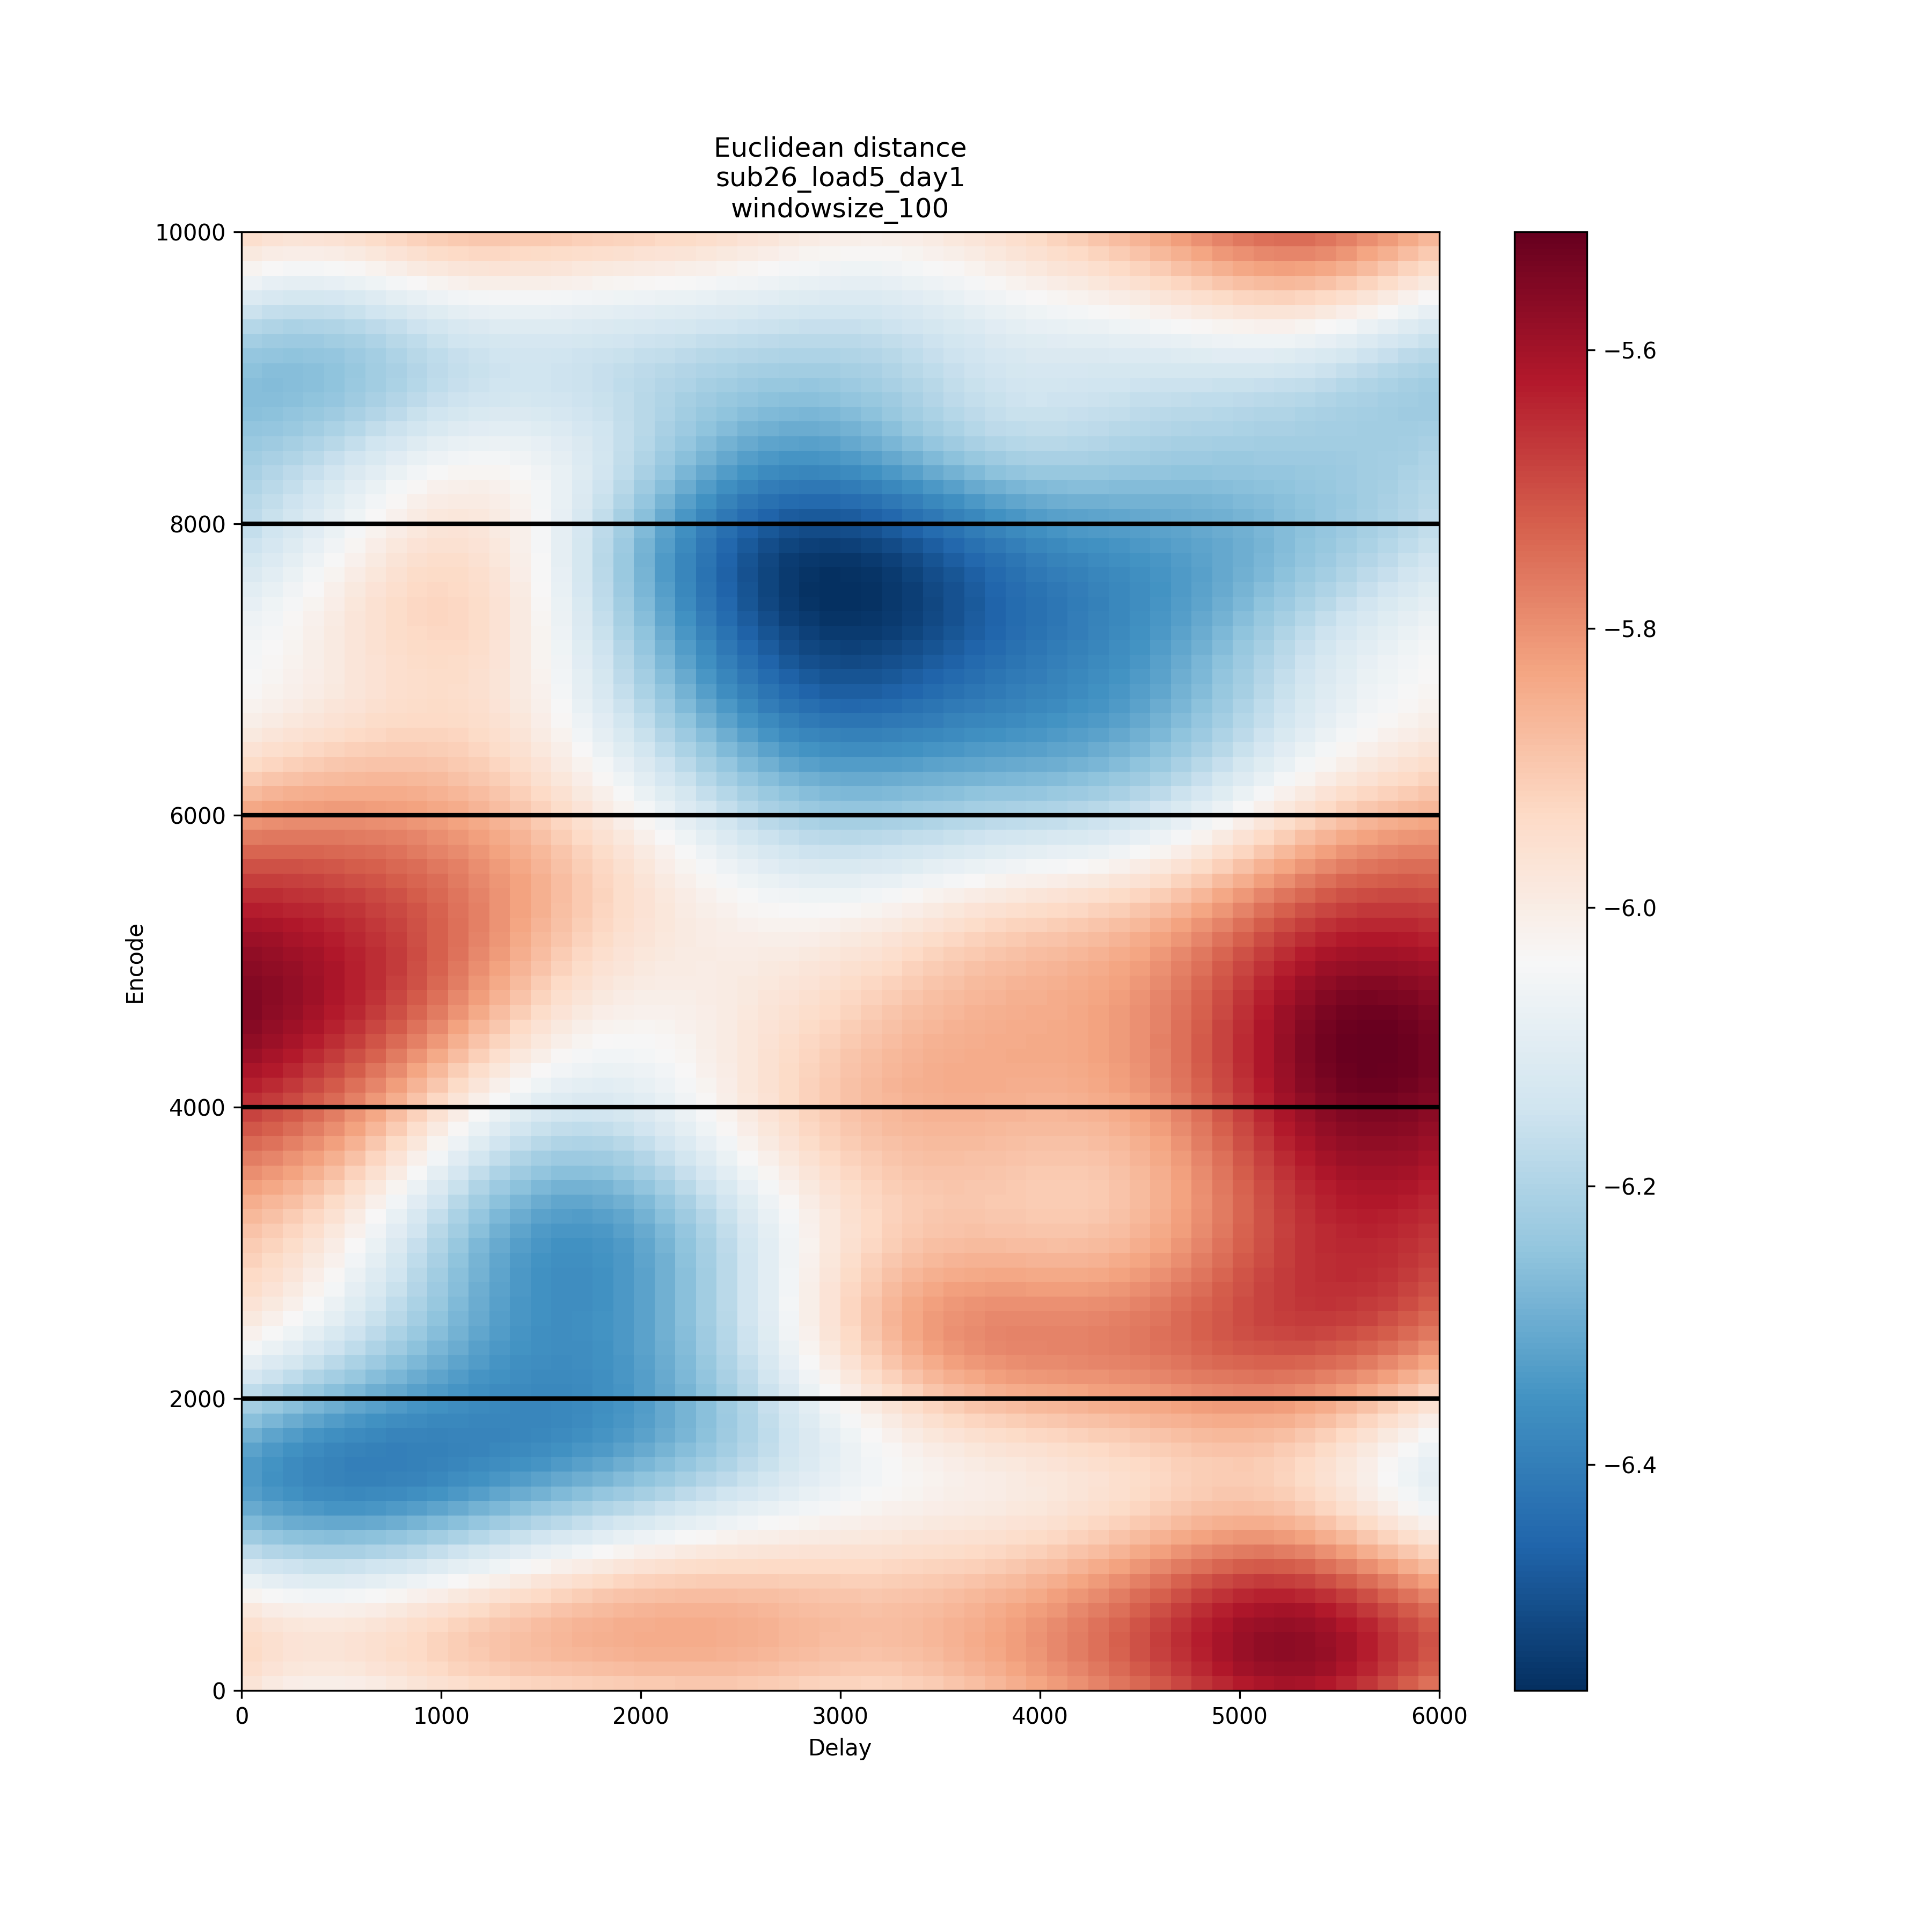 Euclidean distance
sub26_load5_day1
windowsize_100
10000
8000
6000
4000
2000
0
Encode
0 1000 2000 3000 4000 5000 6000
Delay
−5.6
−5.8
−6.0
−6.2
−6.4